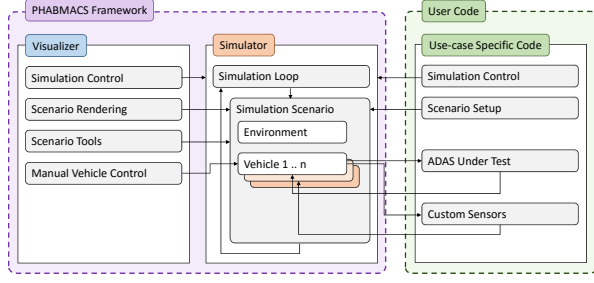 PHABMACS Framework
Visualizer
Simulation Control
Scenario Rendering
Scenario Tools
Manual Vehicle Control
Simulator
Simulation Loop
Simulation Scenario
Environment
Vehicle 1 .. n
User Code
Use-case Specific Code
Simulation Control
Scenario Setup
ADAS Under Test
Custom Sensors